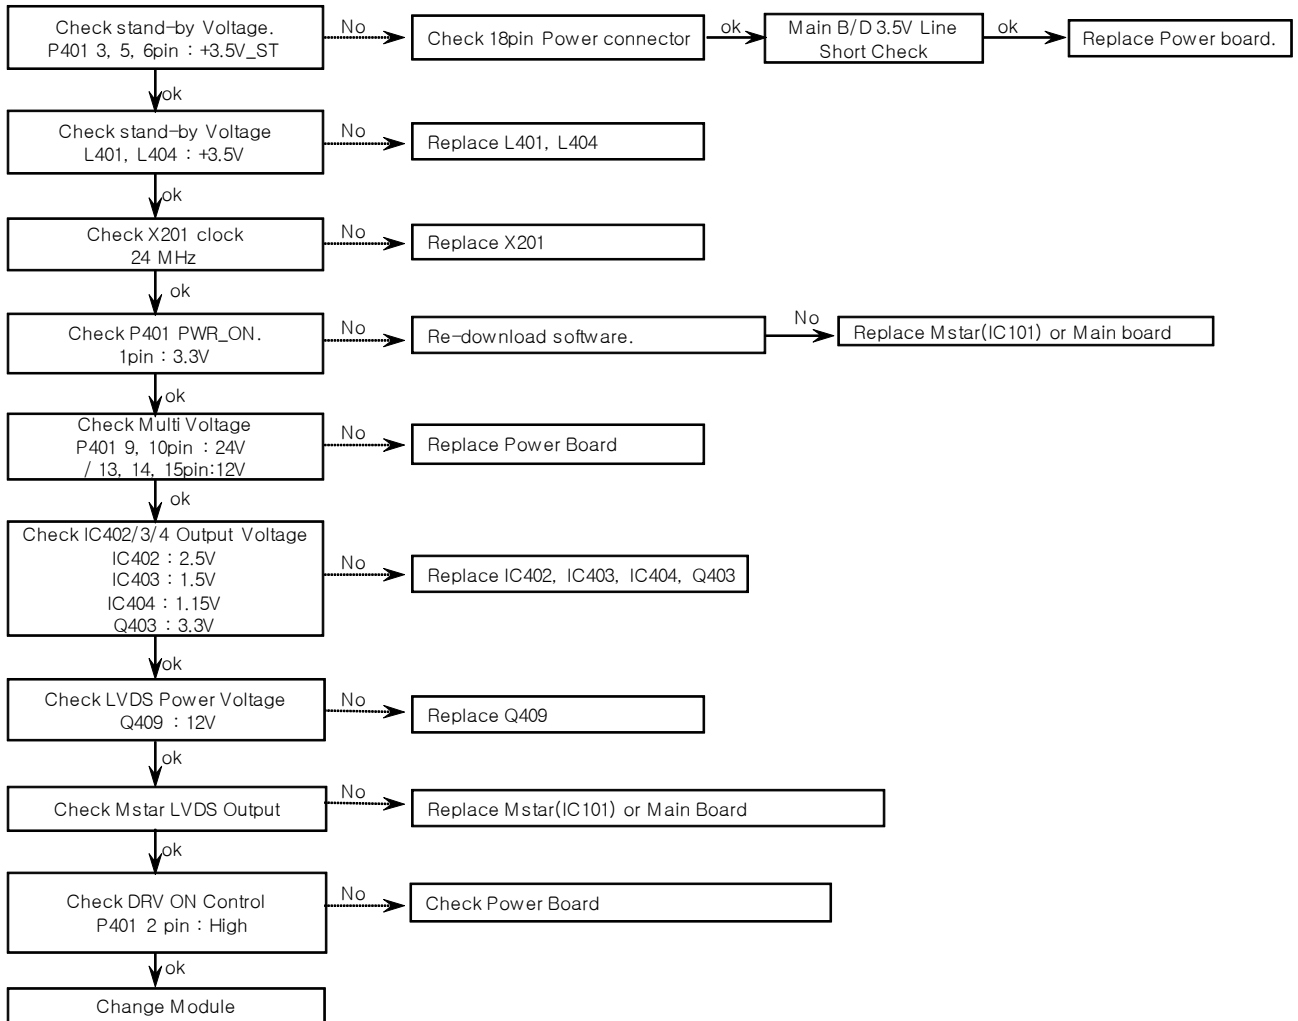 Check stand-by Voltage.
P401 3, 5, 6pin : +3.5V_ST
No
Check 18pin Power connector
ok
Main B/D 3.5V Line
Short Check
ok
Replace Power board.
ok
Check stand-by Voltage
L401, L404 : +3.5V
No
Replace L401, L404
ok
Check X201 clock
24 MHz
No
Replace X201
ok
Check P401 PWR_ON.
1pin : 3.3V
No
Re-download software.
No
Replace Mstar(IC101) or Main board
ok
Check Multi Voltage
P401 9, 10pin : 24V
/ 13, 14, 15pin:12V
No
Replace Power Board
ok
Check IC402/3/4 Output Voltage
IC402 : 2.5V
IC403 : 1.5V
IC404 : 1.15V
Q403 : 3.3V
No
Replace IC402, IC403, IC404, Q403
ok
Check LVDS Power Voltage
Q409 : 12V
No
Replace Q409
ok
Check Mstar LVDS Output
No
Replace Mstar(IC101) or Main Board
ok
Check DRV ON Control
P401 2 pin : High
No
Check Power Board
ok
Change Module